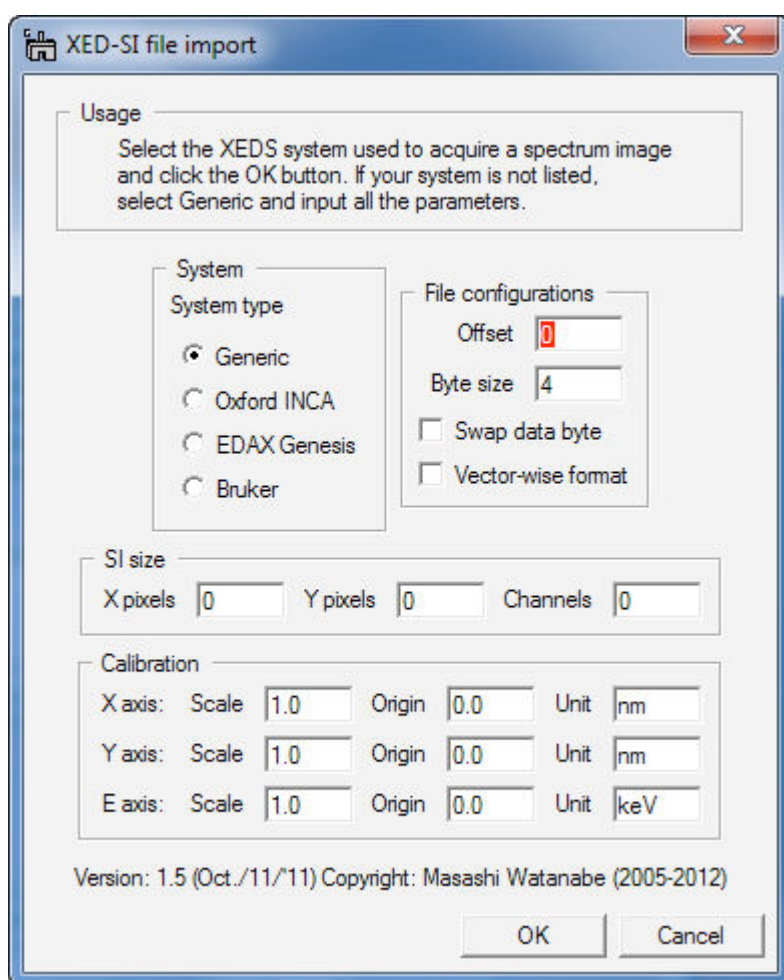 XED-SI file import
Usage
Select the XEDS system used to acquire a spectrum image
and click the OK button. If your system is not listed,
select Generic and input all the parameters.
System
System type
Generic
Oxford INCA
EDAX Genesis
Bruker
File configurations
Offset 0
Byte size 4
Swap data byte
Vector-wise format
SI size
X pixels 0 Y pixels 0 Channels 0
Calibration
X axis: Scale 1.0 Origin 0.0 Unit nm
Y axis: Scale 1.0 Origin 0.0 Unit nm
E axis: Scale 1.0 Origin 0.0 Unit keV
Version: 1.5 (Oct./11/'11) Copyright: Masashi Watanabe (2005-2012)
OK Cancel